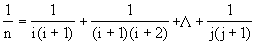 1/n = 1/(i(i+1)) + 1/((i+1)(i+2)) +Λ+ 1/(j(j+1))